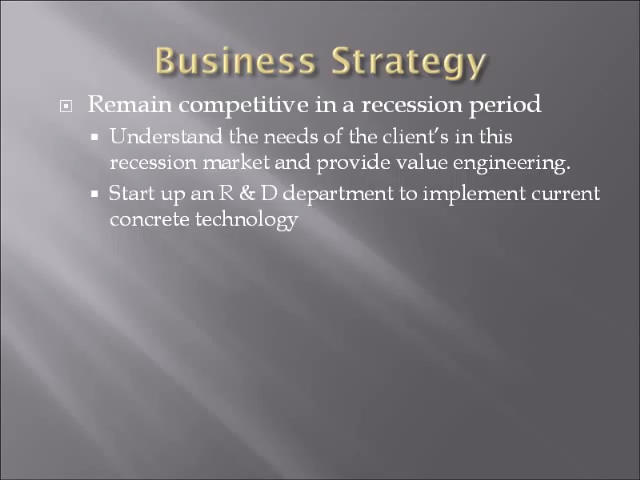 Business Strategy
Remain competitive in a recession period
Understand the needs of the client's in this
recession market and provide value engineering.
Start up an R & D department to implement current
concrete technology